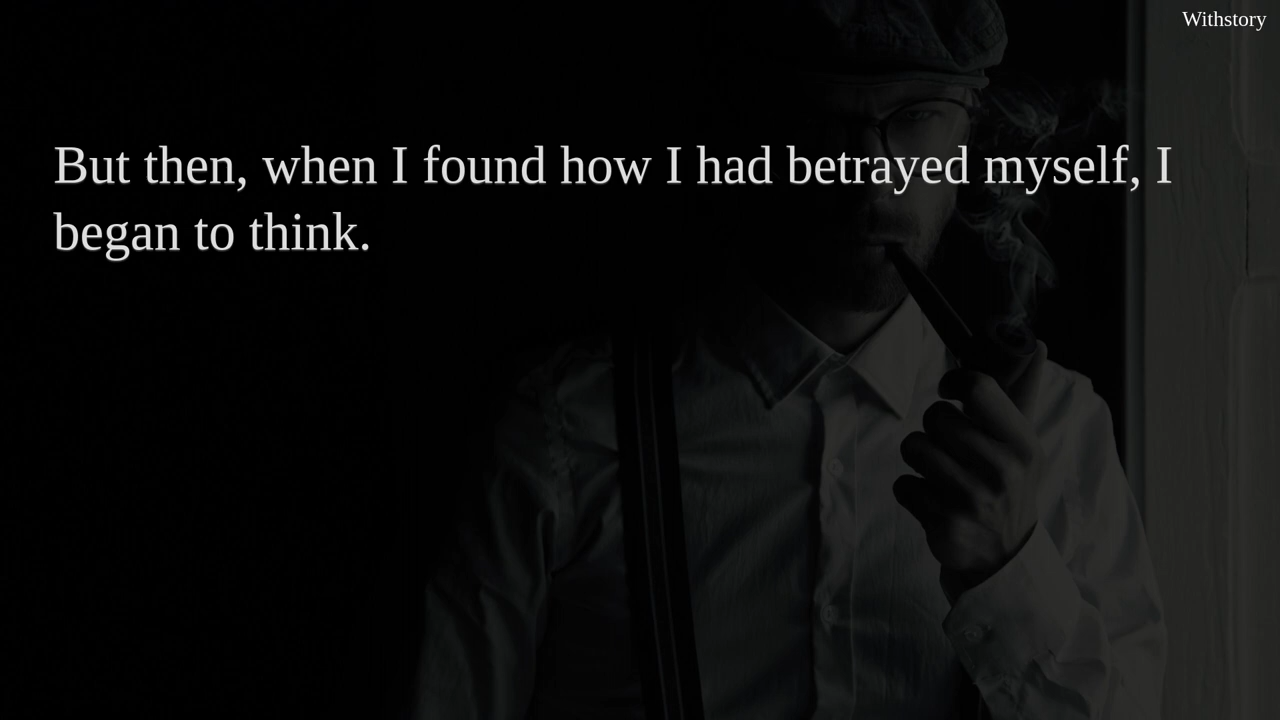 Withstory
But then, when I found how I had betrayed myself, I
began to think.